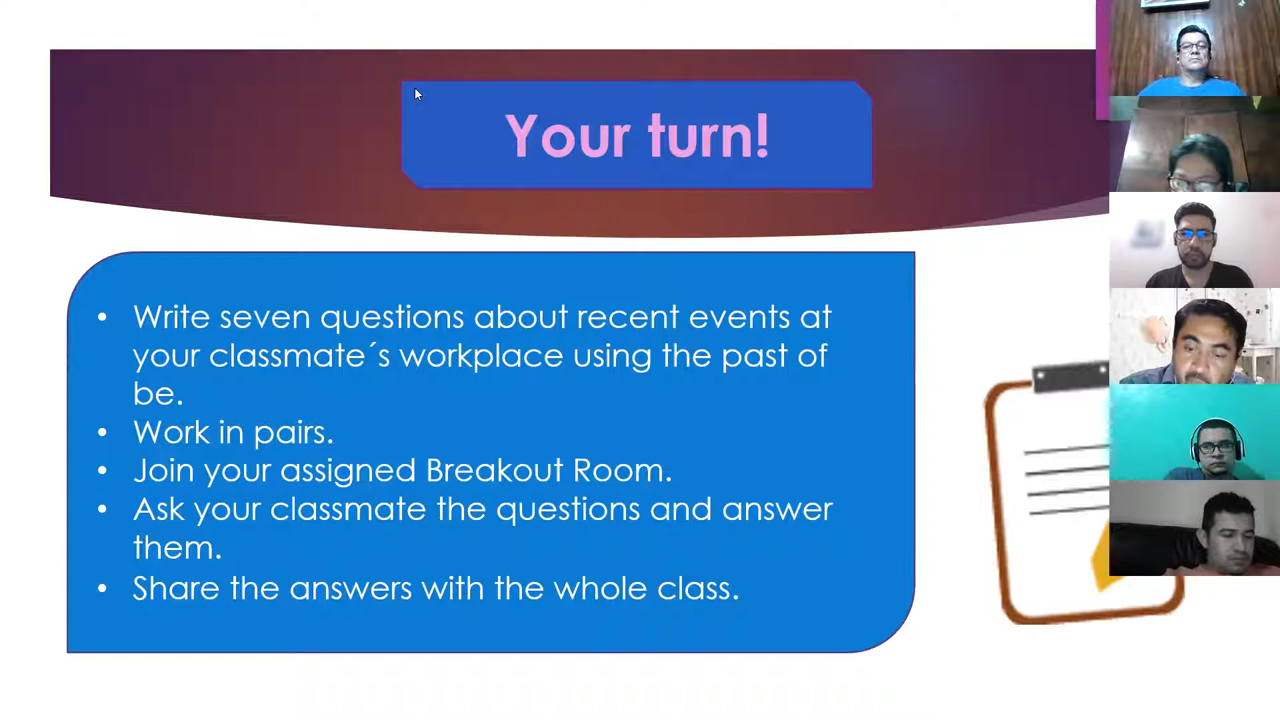 Your turn!
• Write seven questions about recent events at
your classmate´s workplace using the past of
be.
• Work in pairs.
• Join your assigned Breakout Room.
• Ask your classmate the questions and answer
them.
• Share the answers with the whole class.